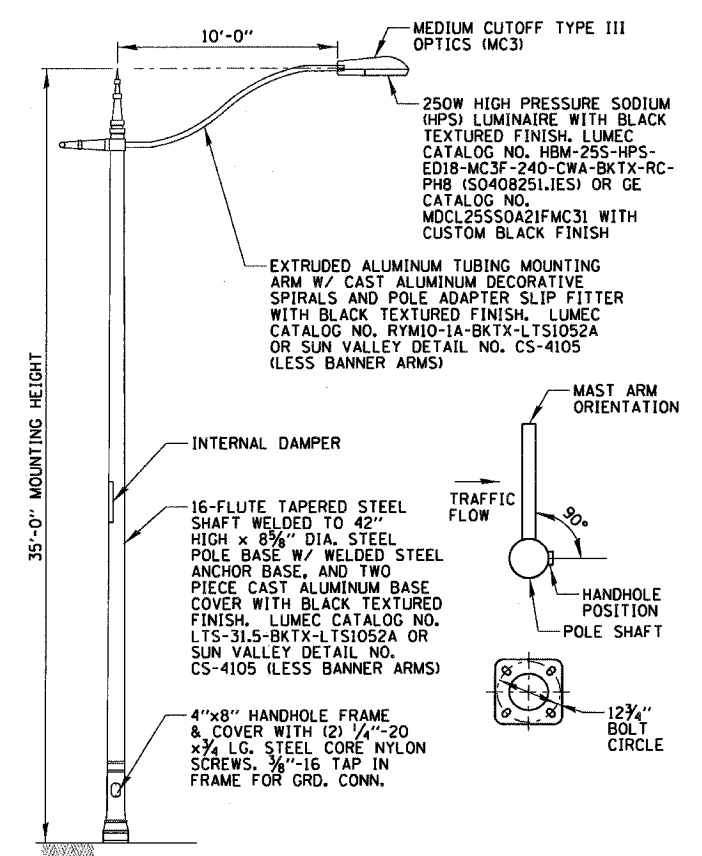 10'-0"
MEDIUM CUTOFF TYPE III
OPTICS (MC3)
250W HIGH PRESSURE SODIUM
(HPS) LUMINAIRE WITH BLACK
TEXTURED FINISH. LUMEC
CATALOG NO. HBM-25S-HPS-
ED18-MC3F-240-CWA-BKTX-RC-
PH8 (S0408251.IES) OR GE
CATALOG NO.
MDCL25SSOA21FMC31 WITH
CUSTOM BLACK FINISH
EXTRUDED ALUMINUM TUBING MOUNTING
ARM W/ CAST ALUMINUM DECORATIVE
SPIRALS AND POLE ADAPTER SLIP FITTER
WITH BLACK TEXTURED FINISH. LUMEC
CATALOG NO. RYM10-1A-BKTX-LTS1052A
OR SUN VALLEY DETAIL NO. CS-4105
(LESS BANNER ARMS)
35'-0" MOUNTING HEIGHT
INTERNAL DAMPER
16-FLUTE TAPERED STEEL
SHAFT WELDED TO 42"
HIGH x 8⅝" DIA. STEEL
POLE BASE W/ WELDED STEEL
ANCHOR BASE, AND TWO
PIECE CAST ALUMINUM BASE
COVER WITH BLACK TEXTURED
FINISH. LUMEC CATALOG NO.
LTS-31.5-BKTX-LTS1052A OR
SUN VALLEY DETAIL NO.
CS-4105 (LESS BANNER ARMS)
4"x8" HANDHOLE FRAME
& COVER WITH (2) ¼"-20
x¾ LG. STEEL CORE NYLON
SCREWS. ⅜"-16 TAP IN
FRAME FOR GRD. CONN.
MAST ARM
ORIENTATION
TRAFFIC
FLOW
90°
HANDHOLE
POSITION
POLE SHAFT
12¾"
BOLT
CIRCLE